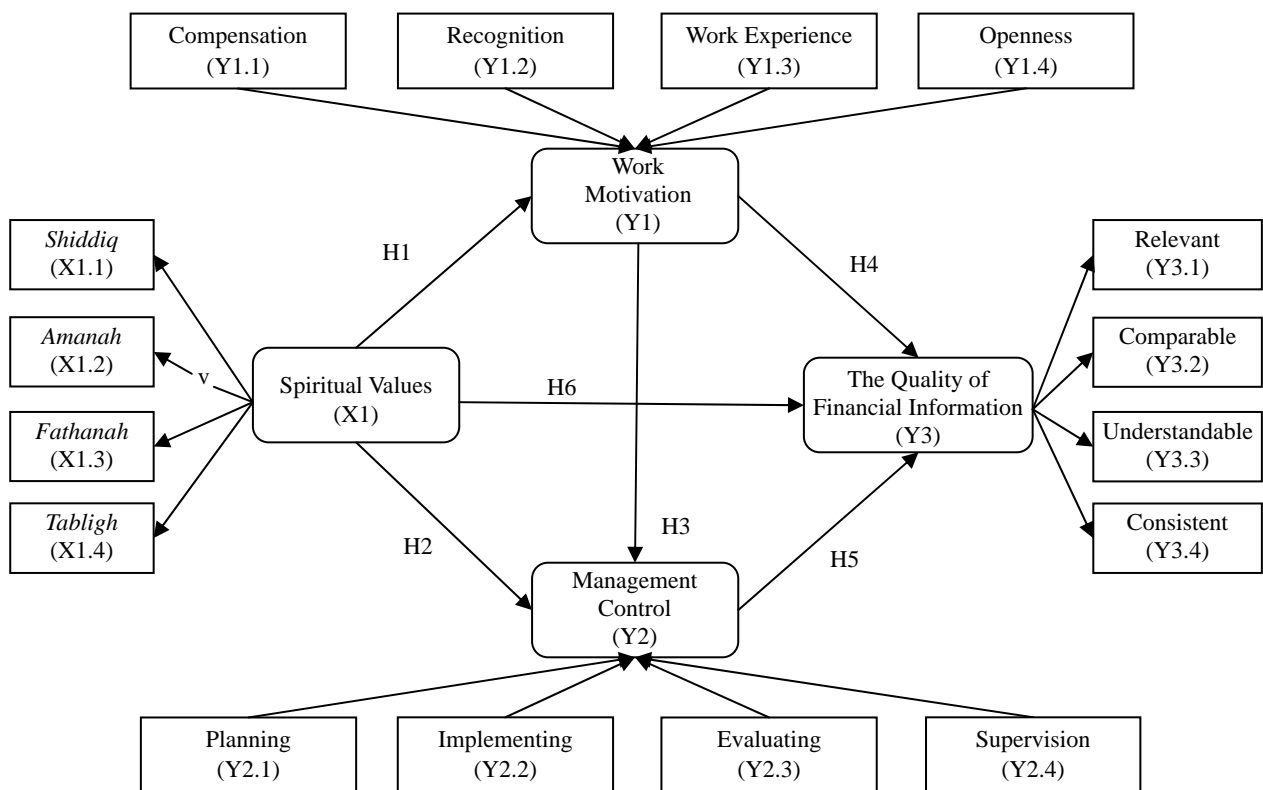 Compensation
(Y1.1)
Recognition
(Y1.2)
Work Experience
(Y1.3)
Openness
(Y1.4)
Work
Motivation
(Y1)
Shiddiq
(X1.1)
Amanah
(X1.2)
Fathanah
(X1.3)
Tabligh
(X1.4)
v
H1
H4
Spiritual Values
(X1)
H6
The Quality of
Financial Information
(Y3)
Relevant
(Y3.1)
Comparable
(Y3.2)
Understandable
(Y3.3)
Consistent
(Y3.4)
H2
H3
H5
Management
Control
(Y2)
Planning
(Y2.1)
Implementing
(Y2.2)
Evaluating
(Y2.3)
Supervision
(Y2.4)